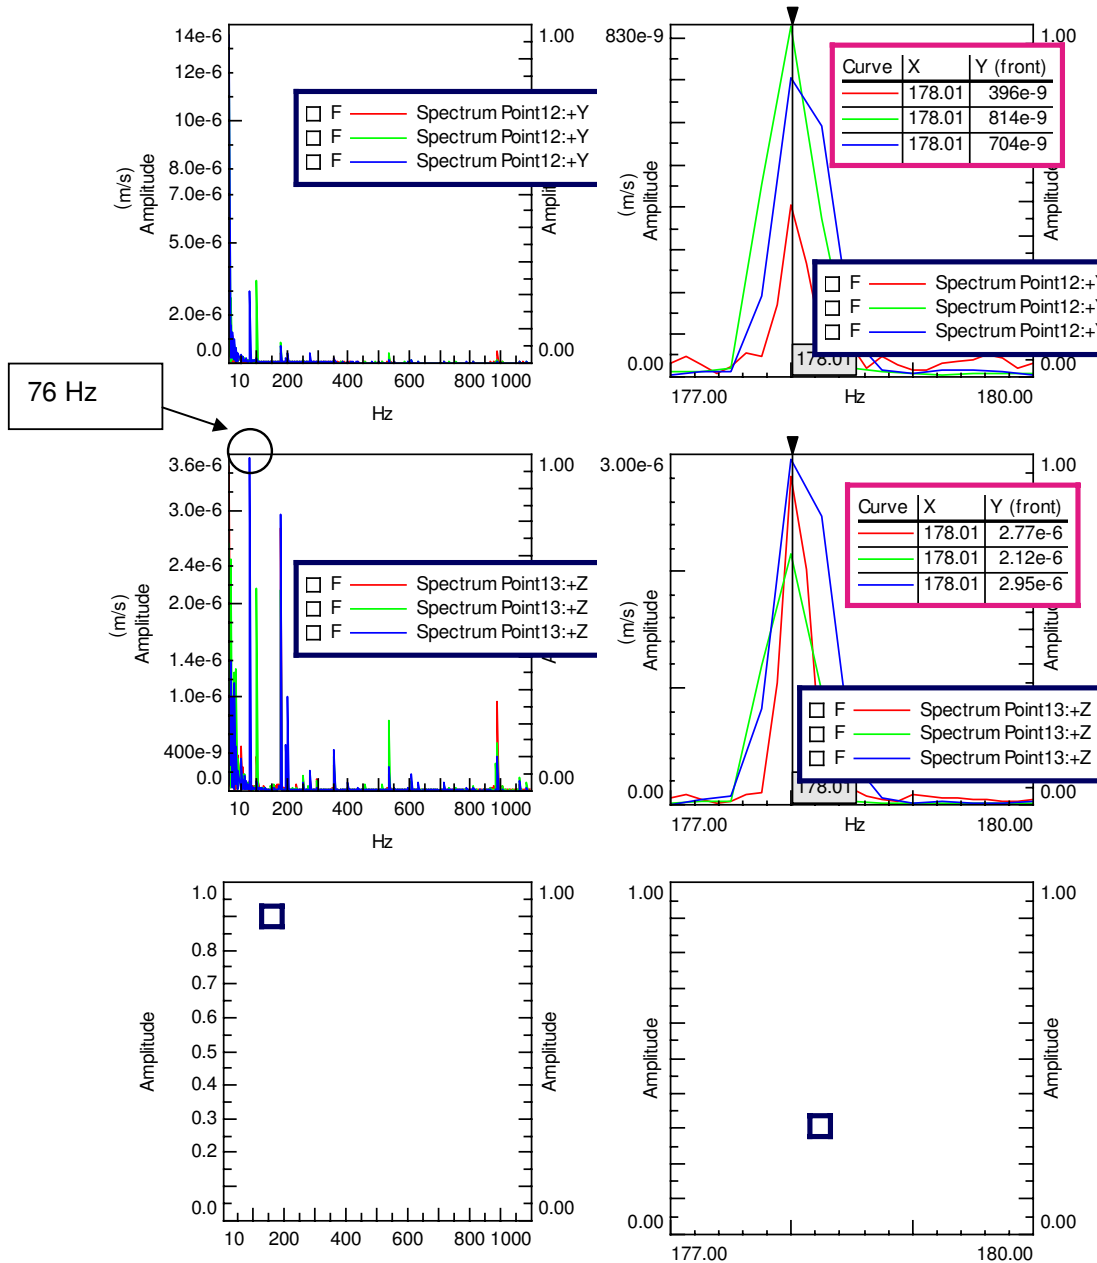 14e-6
12e-6
10e-6
8.0e-6
7.0e-6
5.0e-6
2.0e-6
0.0
(m/s)
Amplitude
1.00
0.00
Amplitude
F Spectrum Point12:+Y
F Spectrum Point12:+Y
F Spectrum Point12:+Y
10 200 400 600 800 1000
Hz
830e-9
0.00
(m/s)
Amplitude
1.00
0.00
Amplitude
Curve X Y (front)
178.01 396e-9
178.01 814e-9
178.01 704e-9
F Spectrum Point12:+Y
F Spectrum Point12:+Y
F Spectrum Point12:+Y
178.01
177.00 Hz 180.00
76 Hz
3.6e-6
3.0e-6
2.4e-6
2.0e-6
1.4e-6
1.0e-6
400e-9
0.0
(m/s)
Amplitude
1.00
0.00
Amplitude
F Spectrum Point13:+Z
F Spectrum Point13:+Z
F Spectrum Point13:+Z
10 200 400 600 800 1000
Hz
3.00e-6
0.00
(m/s)
Amplitude
1.00
0.00
Amplitude
Curve X Y (front)
178.01 2.77e-6
178.01 2.12e-6
178.01 2.95e-6
F Spectrum Point13:+Z
F Spectrum Point13:+Z
F Spectrum Point13:+Z
178.01
177.00 Hz 180.00
1.0
0.8
0.7
0.6
0.5
0.4
0.3
0.2
0.0
Amplitude
1.00
0.00
Amplitude
10 200 400 600 800 1000
1.00
0.00
Amplitude
1.00
0.00
Amplitude
177.00 180.00